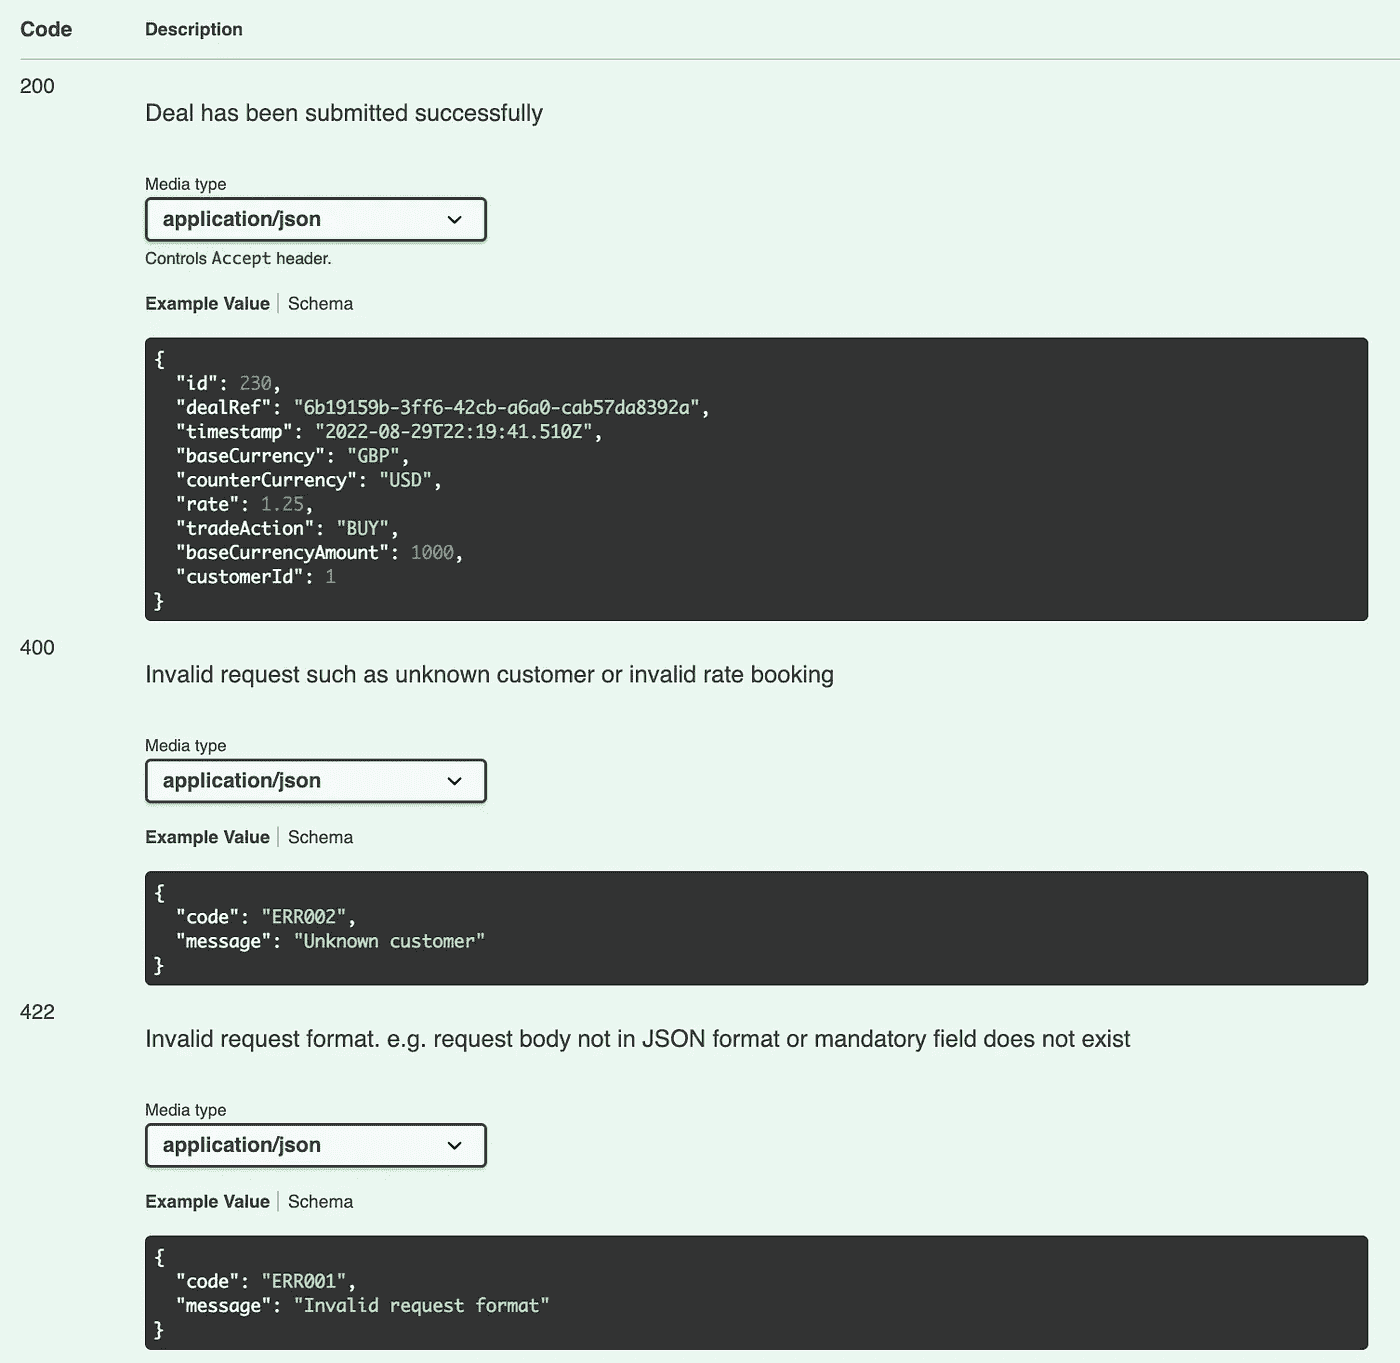 Code Description
200
Deal has been submitted successfully
Media type
application/json
Controls Accept header.
Example Value | Schema
{
  "id": 230,
  "dealRef": "6b19159b-3ff6-42cb-a6a0-cab57da8392a",
  "timestamp": "2022-08-29T22:19:41.510Z",
  "baseCurrency": "GBP",
  "counterCurrency": "USD",
  "rate": 1.25,
  "tradeAction": "BUY",
  "baseCurrencyAmount": 1000,
  "customerId": 1
}
400
Invalid request such as unknown customer or invalid rate booking
Media type
application/json
Example Value | Schema
{
  "code": "ERR002",
  "message": "Unknown customer"
}
422
Invalid request format. e.g. request body not in JSON format or mandatory field does not exist
Media type
application/json
Example Value | Schema
{
  "code": "ERR001",
  "message": "Invalid request format"
}